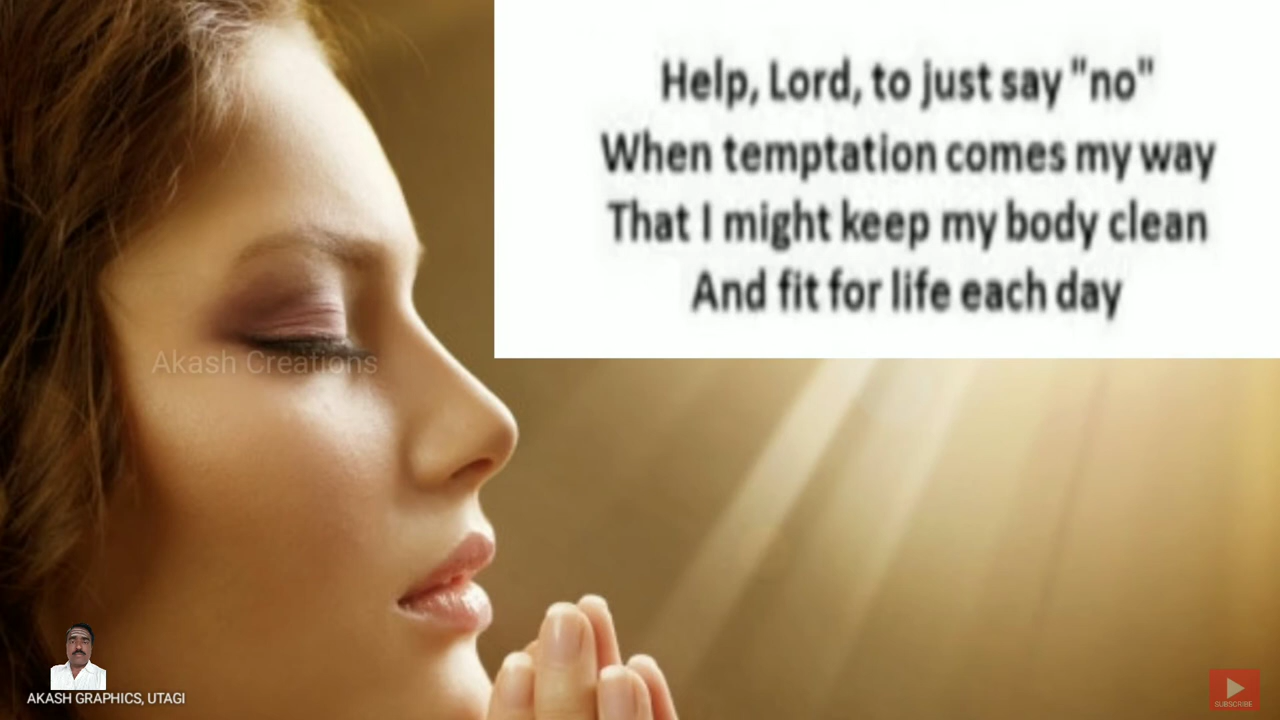 Help, Lord, to just say "no"
When temptation comes my way
That I might keep my body clean
And fit for life each day
Akash Creations
AKASH GRAPHICS, UTAGI
SUBSCRIBE